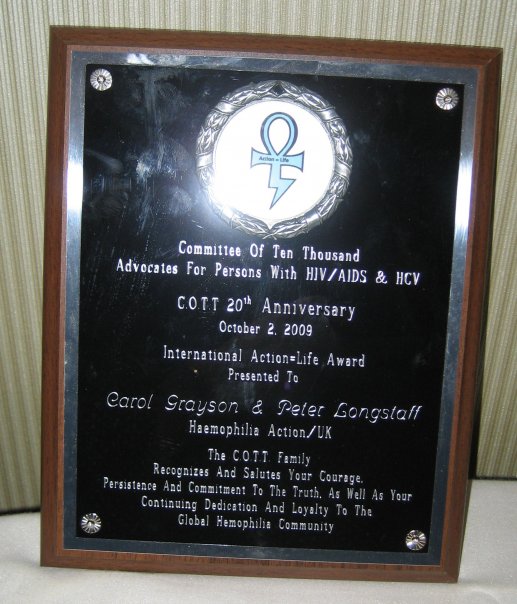 Action = Life
Committee Of Ten Thousand
Advocates For Persons With HIV/AIDS & HCV
C.O.T.T 20th Anniversary
October 2, 2009
International Action=Life Award
Presented To
Carol Grayson & Peter Longstaff
Haemophilia Action/UK
The C.O.T.T Family
Recognizes And Salutes Your Courage,
Persistence And Commitment To The Truth, As Well As Your
Continuing Dedication And Loyalty To The
Global Hemophilia Community